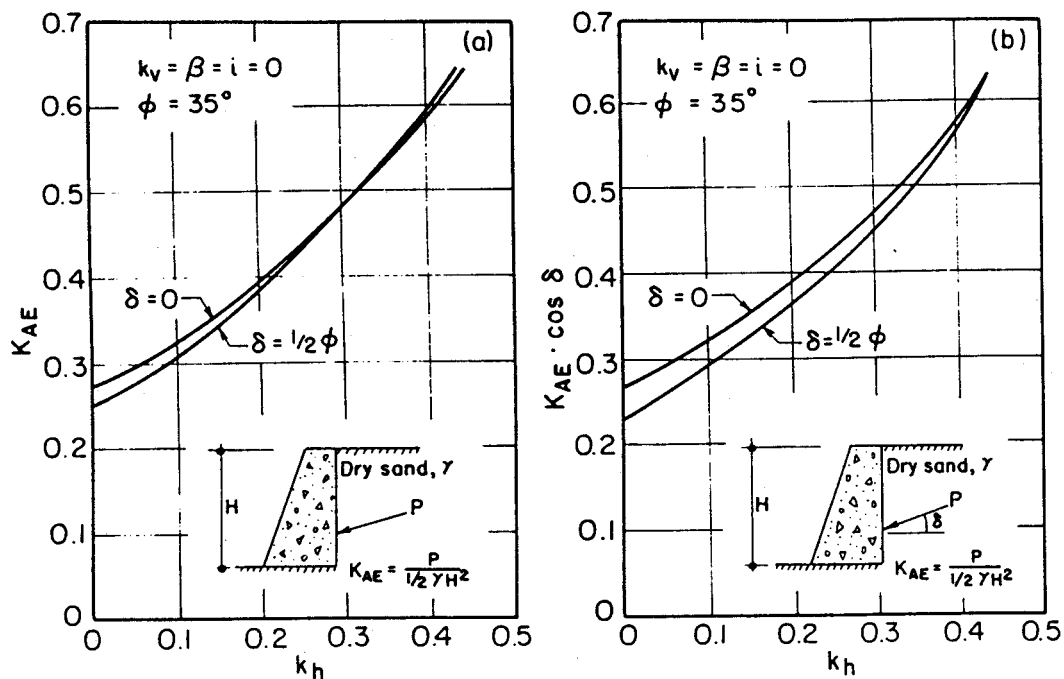 (a)
k_v = β = i = 0
φ = 35°
K_AE
0.7
0.6
0.5
0.4
0.3
0.2
0.1
0
δ = 0
δ = 1/2 φ
Dry sand, γ
H
P
K_AE = P / 1/2 γH²
0 0.1 0.2 0.3 0.4 0.5
k_h
(b)
k_v = β = i = 0
φ = 35°
K_AE · cos δ
0.7
0.6
0.5
0.4
0.3
0.2
0.1
0
δ = 0
δ = 1/2 φ
Dry sand, γ
H
P
δ
K_AE = P / 1/2 γH²
0 0.1 0.2 0.3 0.4 0.5
k_h